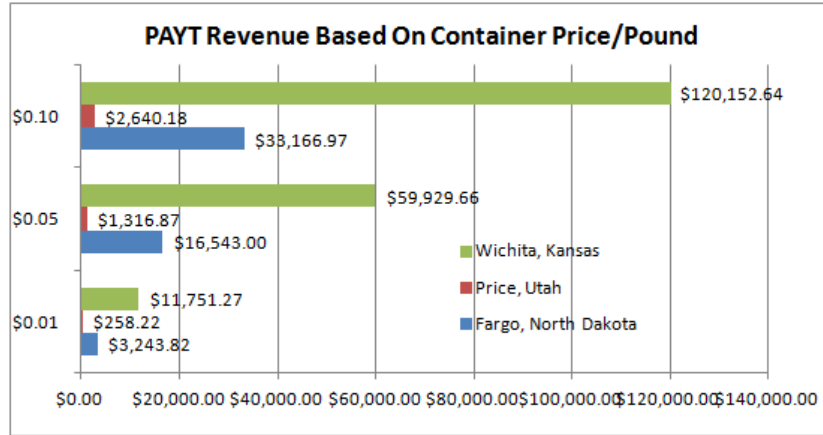 PAYT Revenue Based On Container Price/Pound
$0.10
$120,152.64
$2,640.18
$33,166.97
$0.05
$59,929.66
$1,316.87
$16,543.00
Wichita, Kansas
Price, Utah
Fargo, North Dakota
$0.01
$11,751.27
$258.22
$3,243.82
$0.00 $20,000.00 $40,000.00 $60,000.00 $80,000.00 $100,000.00 $120,000.00 $140,000.00